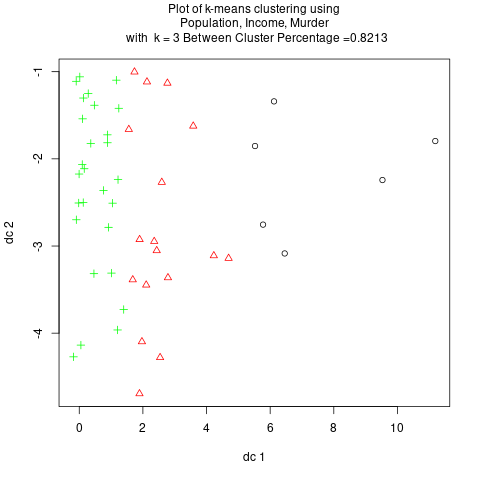 Plot of k-means clustering using
Population, Income, Murder
with  k = 3 Between Cluster Percentage =0.8213
-1
-2
-3
-4
dc 2
0 2 4 6 8 10
dc 1